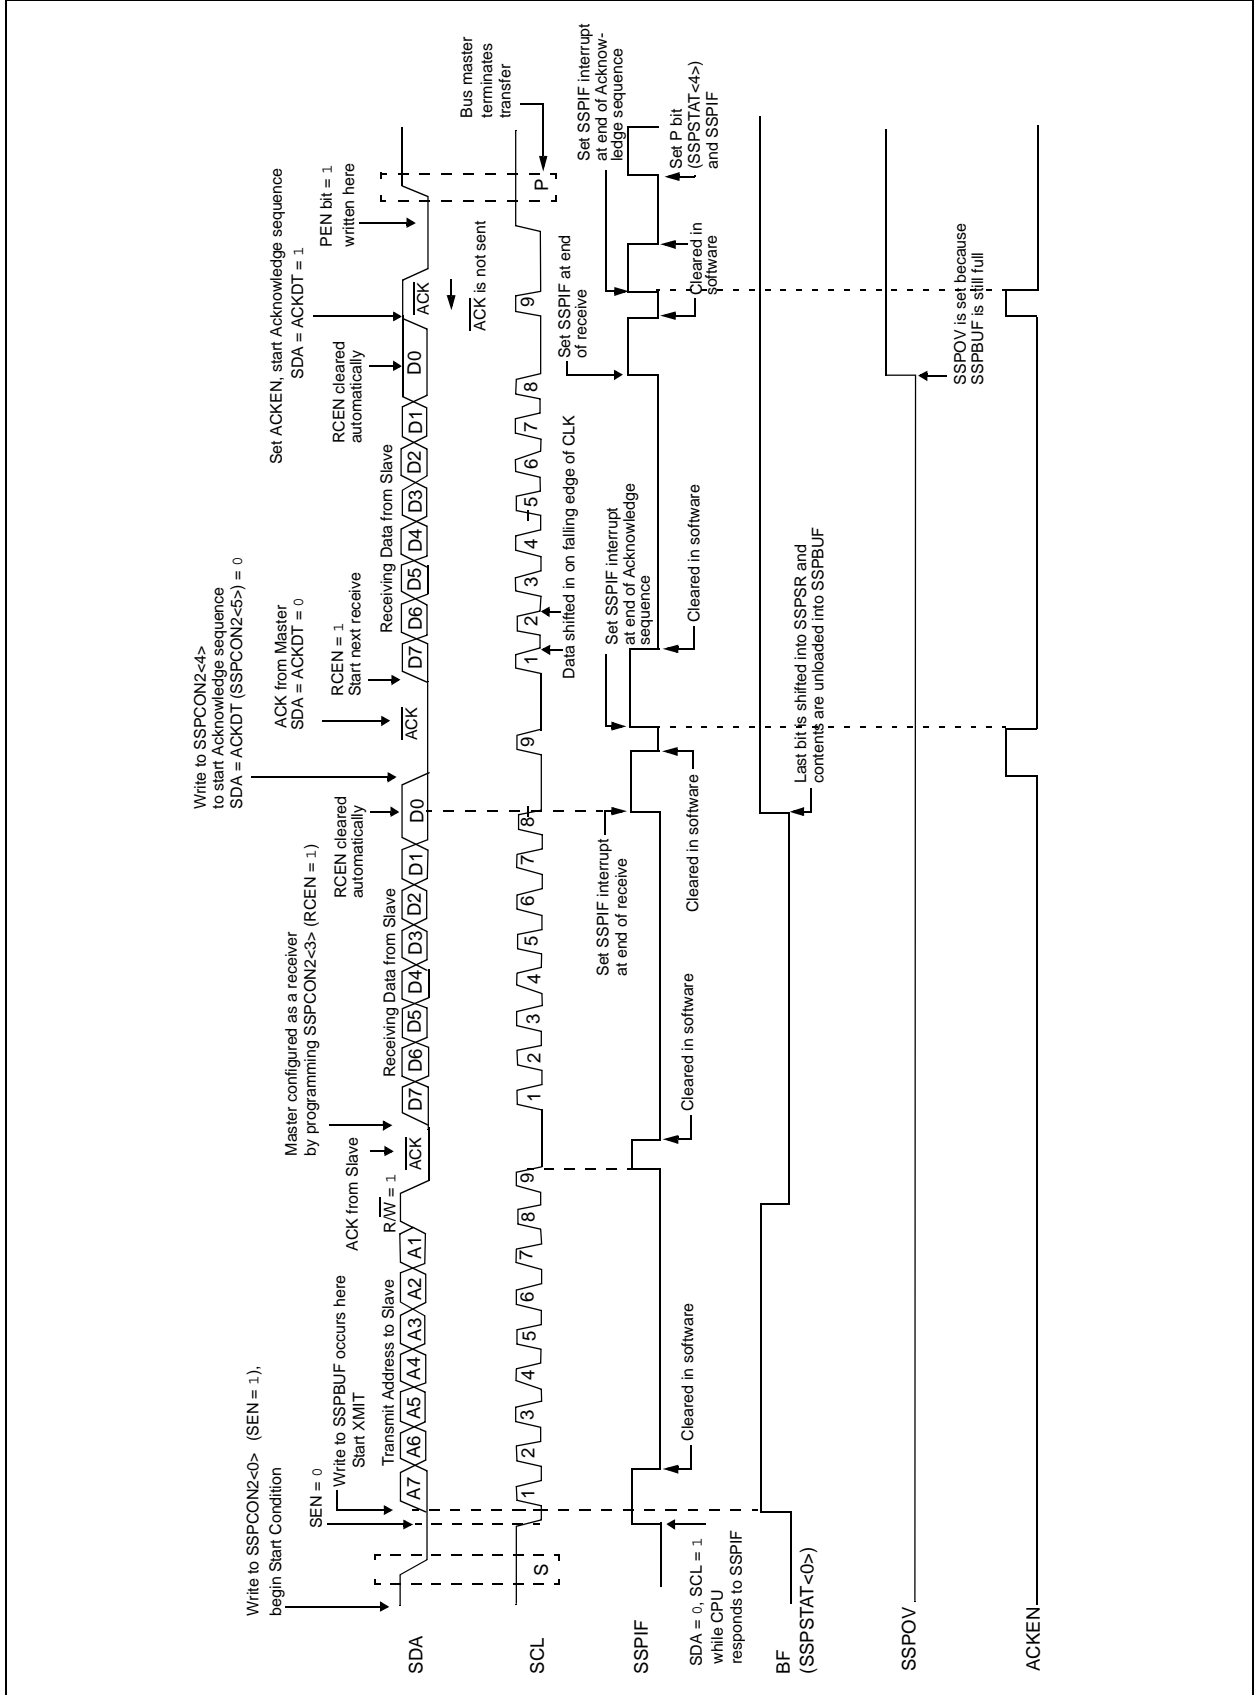 Write to SSPCON2<0> (SEN = 1),
begin Start Condition
SEN = 0
Write to SSPBUF occurs here
Start XMIT
Transmit Address to Slave
R/W = 1
ACK from Slave
Master configured as a receiver
by programming SSPCON2<3> (RCEN = 1)
Receiving Data from Slave
RCEN cleared
automatically
Write to SSPCON2<4>
to start Acknowledge sequence
SDA = ACKDT (SSPCON2<5>) = 0
ACK from Master
SDA = ACKDT = 0
RCEN = 1
Start next receive
Receiving Data from Slave
RCEN cleared
automatically
Set ACKEN, start Acknowledge sequence
SDA = ACKDT = 1
PEN bit = 1
written here
SDA
A7 A6 A5 A4 A3 A2 A1
ACK
D7 D6 D5 D4 D3 D2 D1 D0
ACK
D7 D6 D5 D4 D3 D2 D1 D0
ACK
ACK is not sent
Bus master
terminates
transfer
SCL
S
1 2 3 4 5 6 7 8 9
1 2 3 4 5 6 7 8 9
1 2 3 4 5 6 7 8 9
P
Data shifted in on falling edge of CLK
SSPIF
SDA = 0, SCL = 1
while CPU
responds to SSPIF
Cleared in software
Cleared in software
Set SSPIF interrupt
at end of receive
Cleared in software
Set SSPIF interrupt
at end of Acknowledge
sequence
Cleared in software
Set SSPIF at end
of receive
Cleared in
software
Set SSPIF interrupt
at end of Acknow-
ledge sequence
Set P bit
(SSPSTAT<4>)
and SSPIF
BF
(SSPSTAT<0>)
Last bit is shifted into SSPSR and
contents are unloaded into SSPBUF
SSPOV
SSPOV is set because
SSPBUF is still full
ACKEN